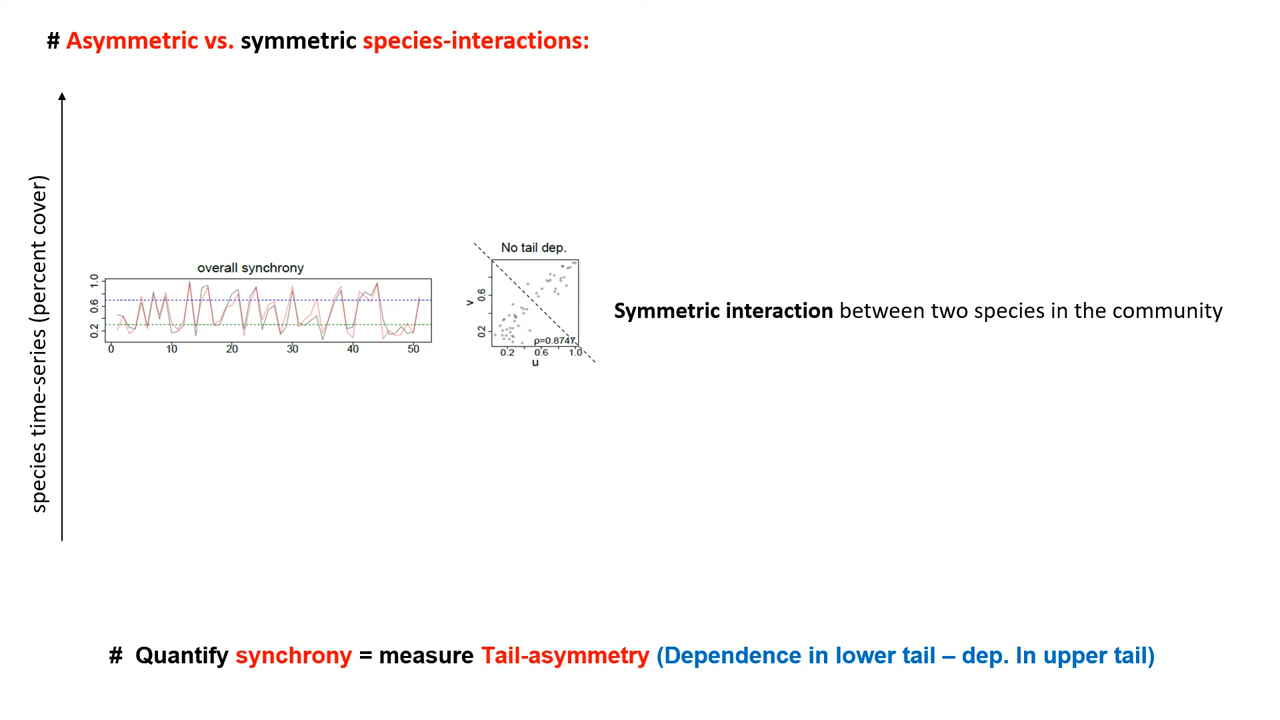 # Asymmetric vs. symmetric species-interactions:
species time-series (percent cover)
overall synchrony
1.0
0.6
0.2
0 10 20 30 40 50
No tail dep.
v
0.6
0.2
ρ=0.8747
0.2 0.6 1.0
u
Symmetric interaction between two species in the community
# Quantify synchrony = measure Tail-asymmetry (Dependence in lower tail – dep. In upper tail)